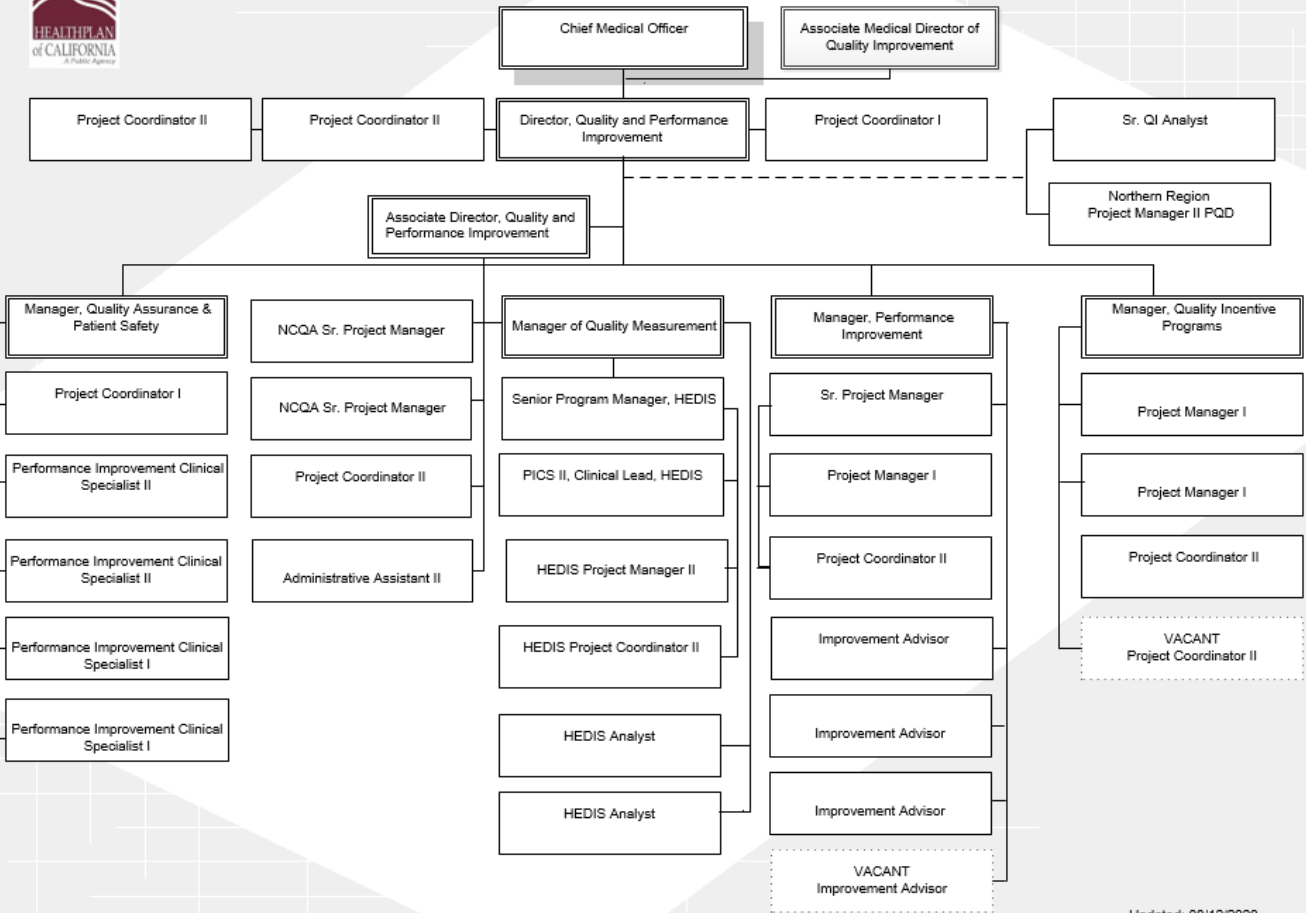 HEALTHPLAN
of CALIFORNIA
A Public Agency
Chief Medical Officer
Associate Medical Director of
Quality Improvement
Project Coordinator II
Project Coordinator II
Director, Quality and Performance
Improvement
Project Coordinator I
Sr. QI Analyst
Northern Region
Project Manager II PQD
Associate Director, Quality and
Performance Improvement
Manager, Quality Assurance &
Patient Safety
Project Coordinator I
Performance Improvement Clinical
Specialist II
Performance Improvement Clinical
Specialist II
Performance Improvement Clinical
Specialist I
Performance Improvement Clinical
Specialist I
NCQA Sr. Project Manager
NCQA Sr. Project Manager
Project Coordinator II
Administrative Assistant II
Manager of Quality Measurement
Senior Program Manager, HEDIS
PICS II, Clinical Lead, HEDIS
HEDIS Project Manager II
HEDIS Project Coordinator II
HEDIS Analyst
HEDIS Analyst
Manager, Performance
Improvement
Sr. Project Manager
Project Manager I
Project Coordinator II
Improvement Advisor
Improvement Advisor
Improvement Advisor
VACANT
Improvement Advisor
Manager, Quality Incentive
Programs
Project Manager I
Project Manager I
Project Coordinator II
VACANT
Project Coordinator II
Updated: